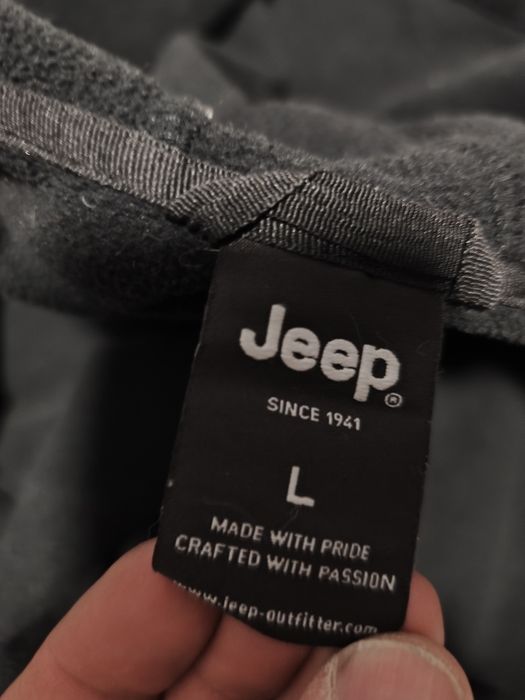 Jeep®
SINCE 1941
L
MADE WITH PRIDE
CRAFTED WITH PASSION
www.jeep-outfitter.com